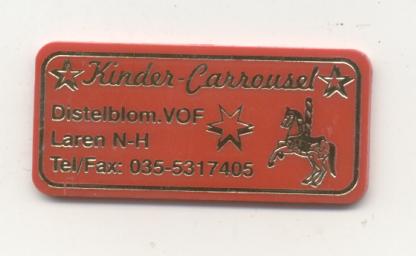 Kinder-Carrousel
Distelblom.VOF
Laren N-H
Tel/Fax: 035-5317405